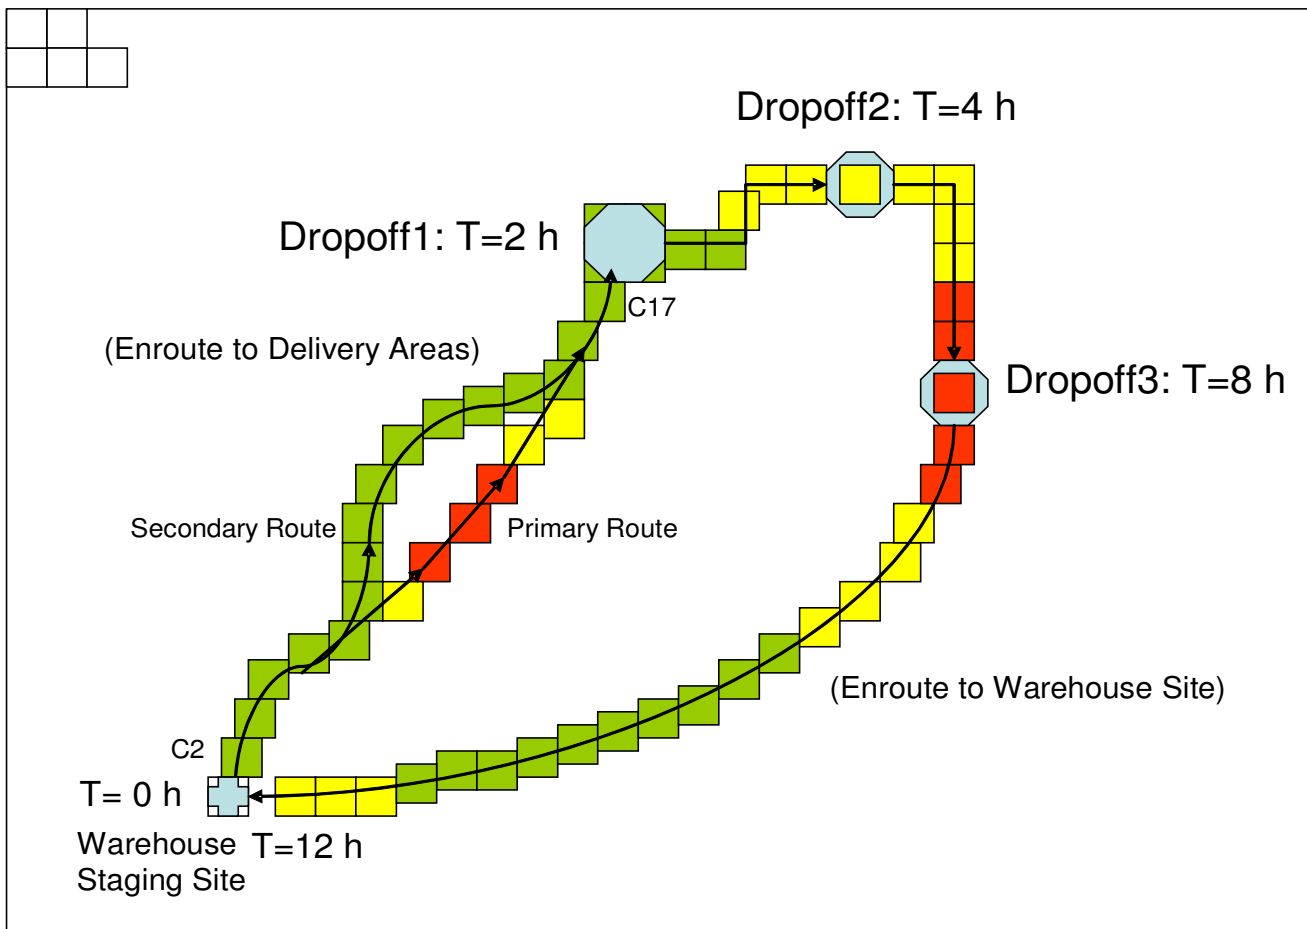 Dropoff2: T=4 h
Dropoff1: T=2 h
C17
(Enroute to Delivery Areas)
Dropoff3: T=8 h
Secondary Route
Primary Route
(Enroute to Warehouse Site)
C2
T= 0 h
Warehouse
T=12 h
Staging Site